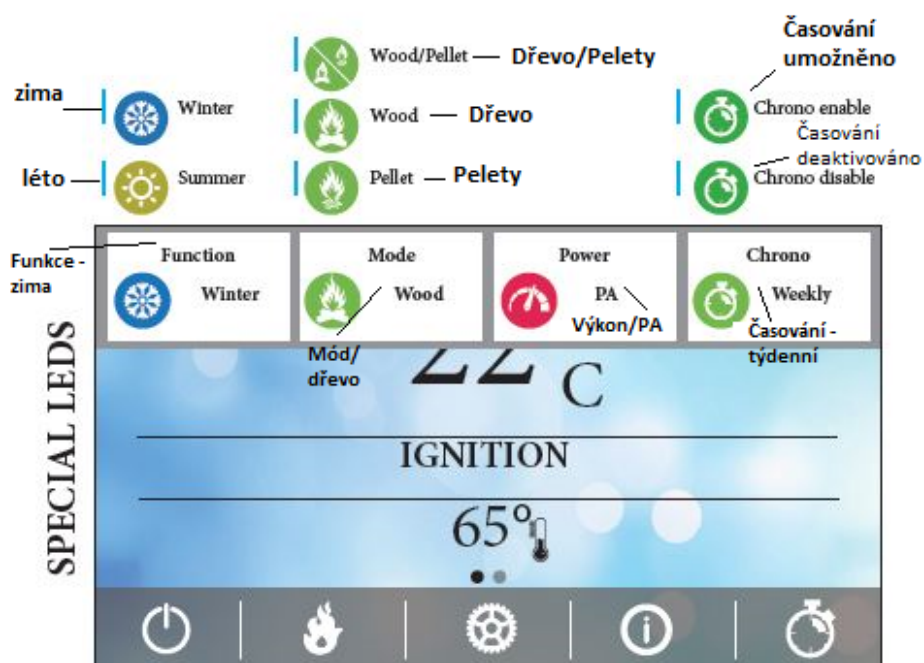 Časování
umožněno
Wood/Pellet
Dřevo/Pelety
zima
Winter
Wood
Dřevo
Chrono enable
Časování
deaktivováno
léto
Summer
Pellet
Pelety
Chrono disable
Funkce -
zima
Function
Winter
Mode
Wood
Mód/
dřevo
Power
PA
Výkon/PA
Chrono
Weekly
Časování -
týdenní
SPECIAL LEDS
22 C
IGNITION
65°